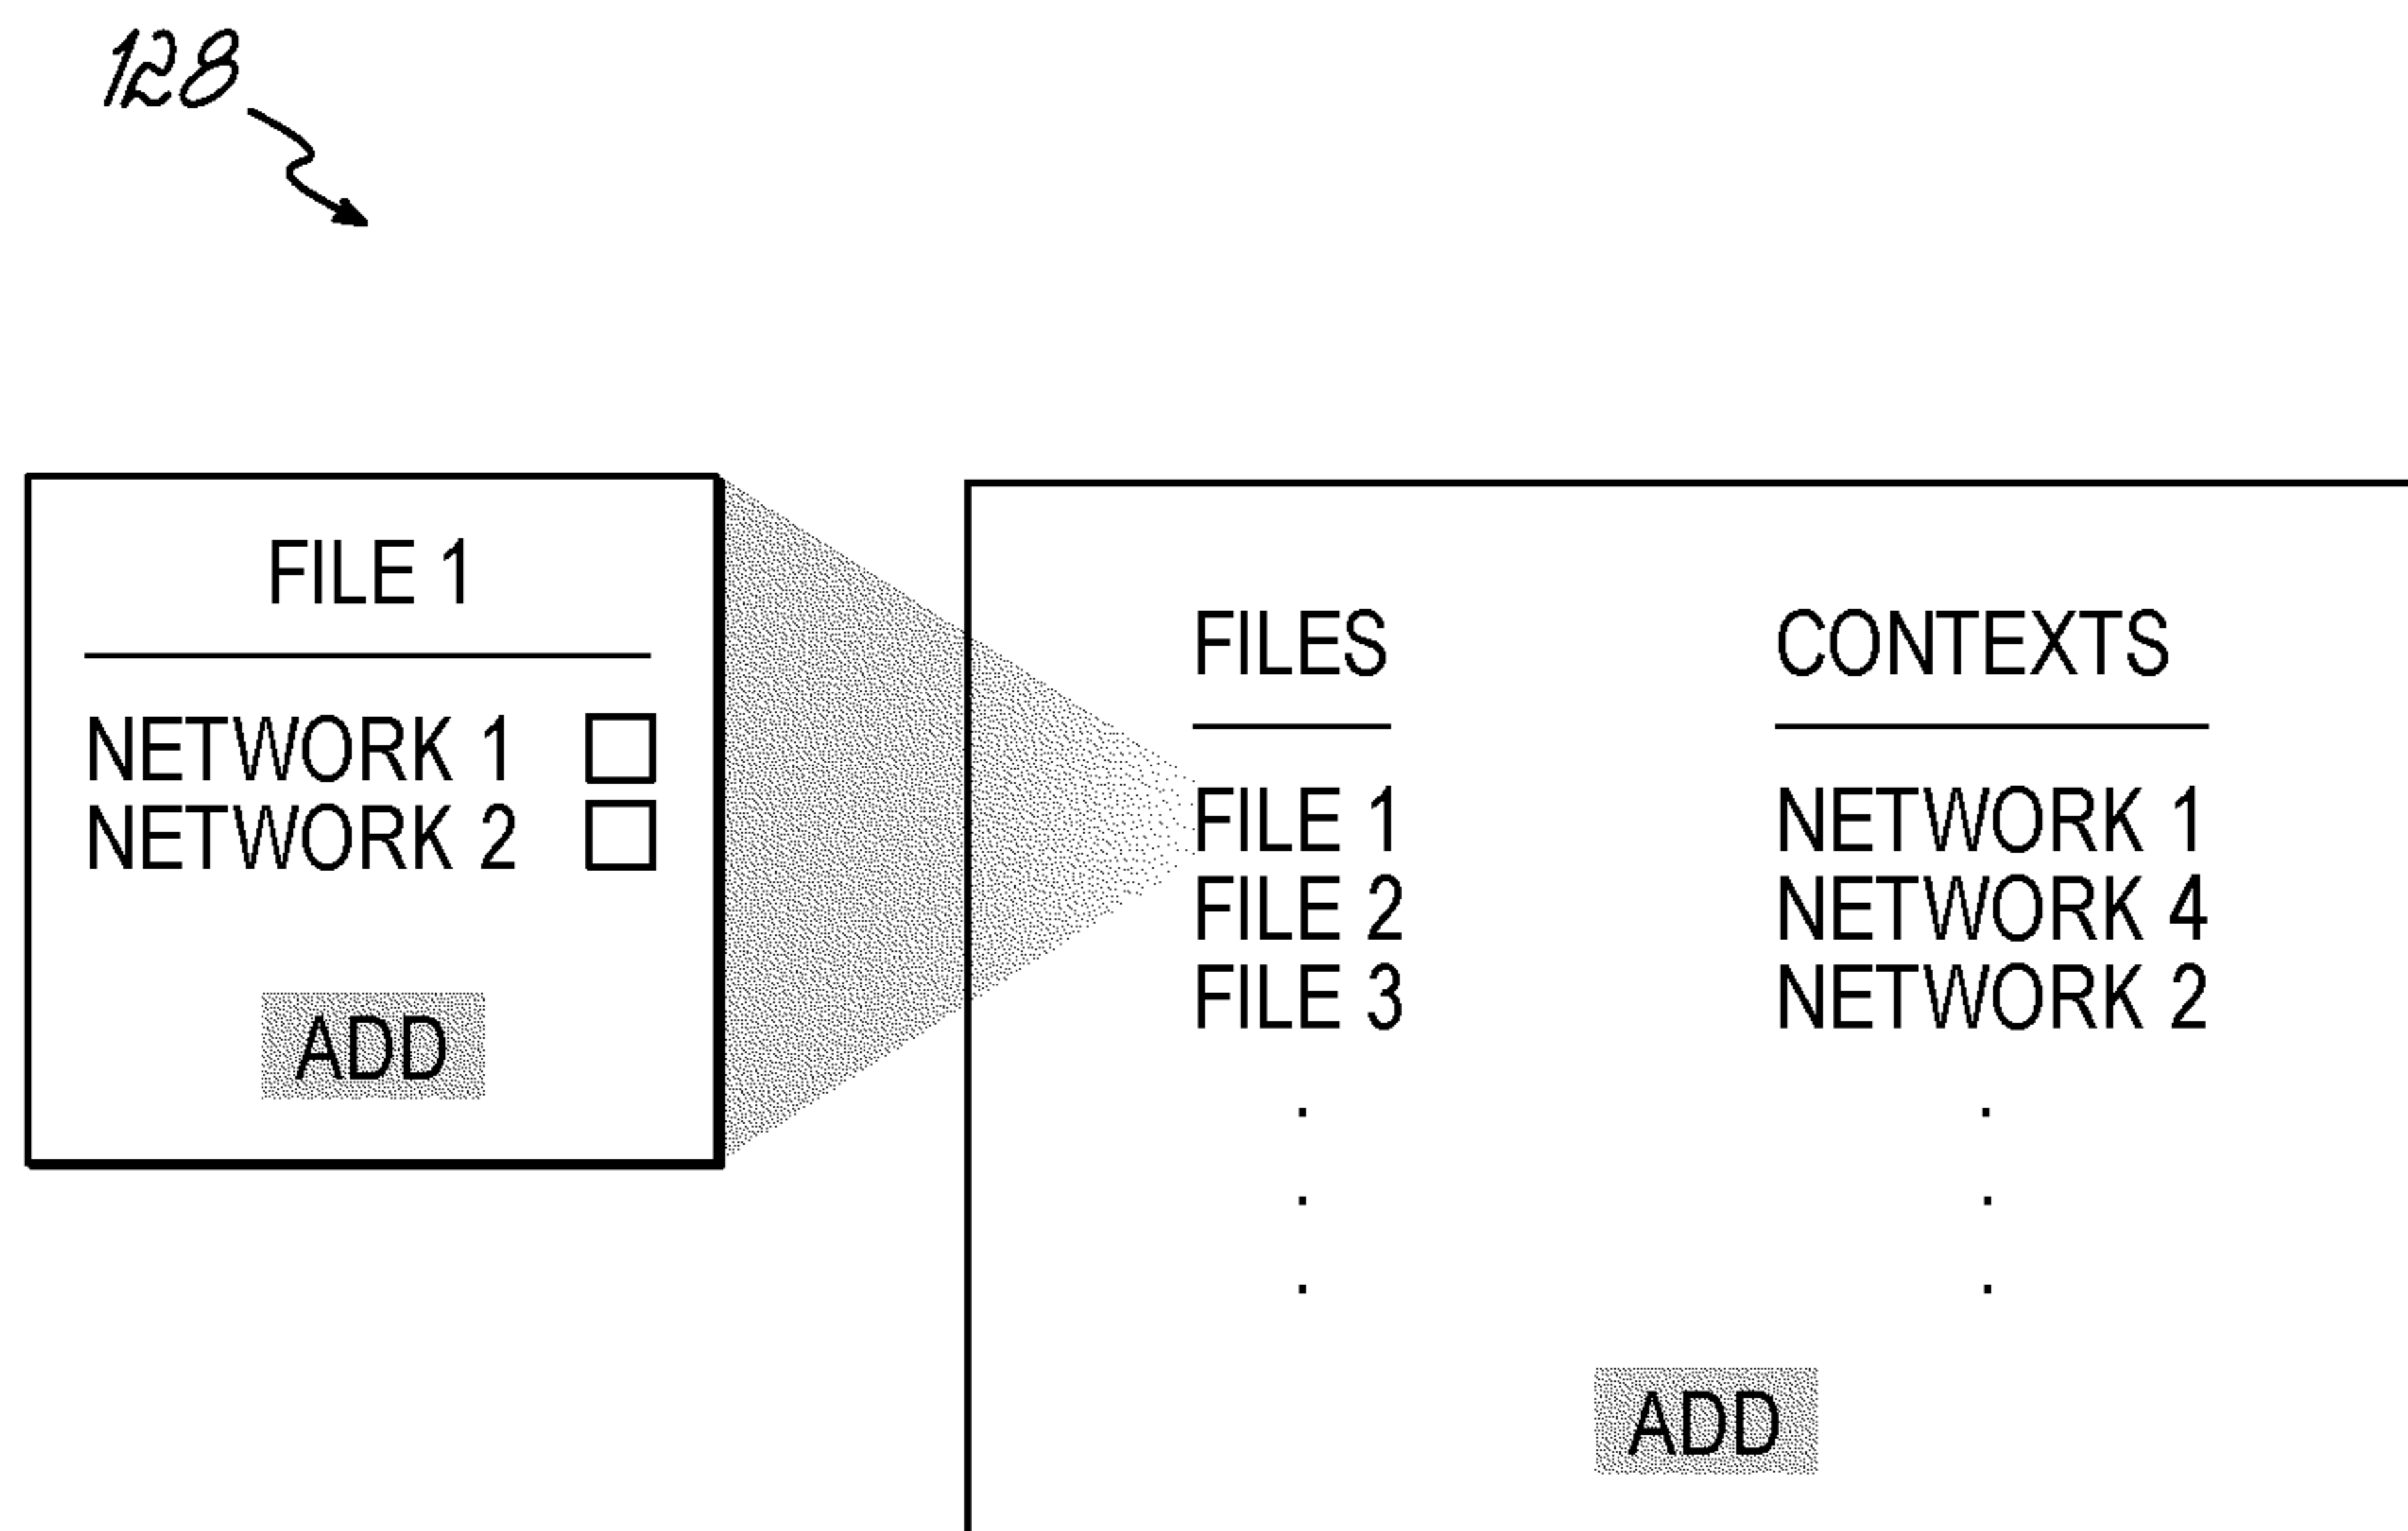 128
FILE 1
NETWORK 1
NETWORK 2
ADD
FILES CONTEXTS
FILE 1 NETWORK 1
FILE 2 NETWORK 4
FILE 3 NETWORK 2
. .
. .
. .
ADD